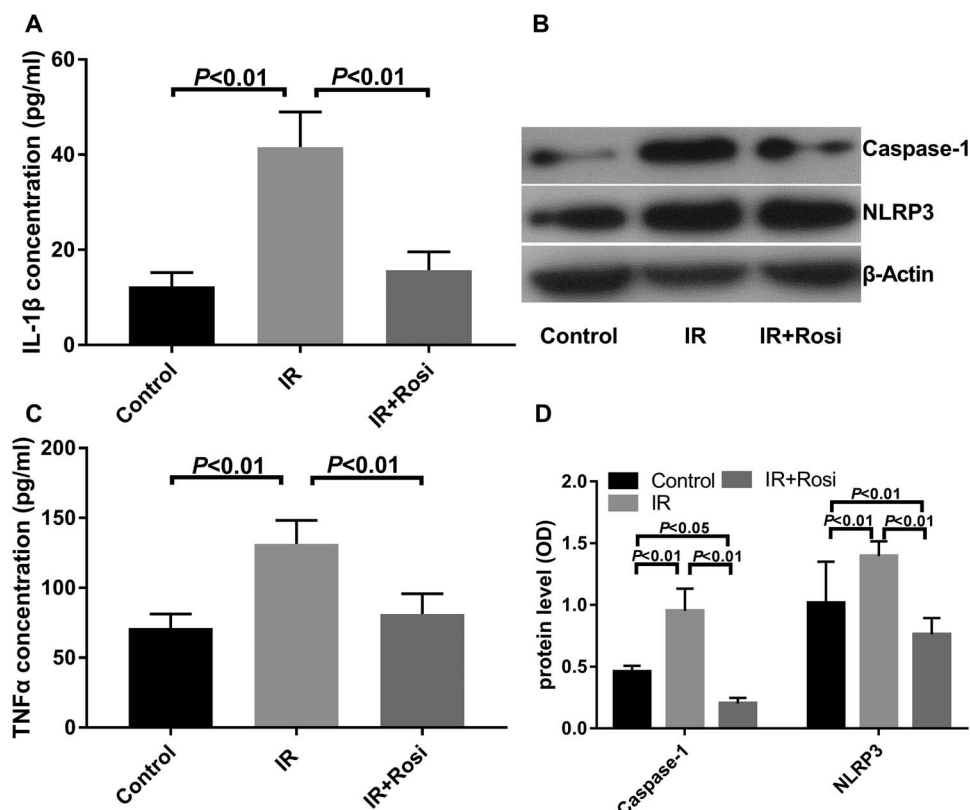 A
IL-1β concentration (pg/ml)
60
40
20
0
P<0.01
P<0.01
Control
IR
IR+Rosi
B
Caspase-1
NLRP3
β-Actin
Control
IR
IR+Rosi
C
TNFα concentration (pg/ml)
200
150
100
50
0
P<0.01
P<0.01
Control
IR
IR+Rosi
D
protein level (OD)
2.0
1.5
1.0
0.5
0.0
Control
IR+Rosi
IR
P<0.05
P<0.01
P<0.01
P<0.01
P<0.01
P<0.01
Caspase-1
NLRP3